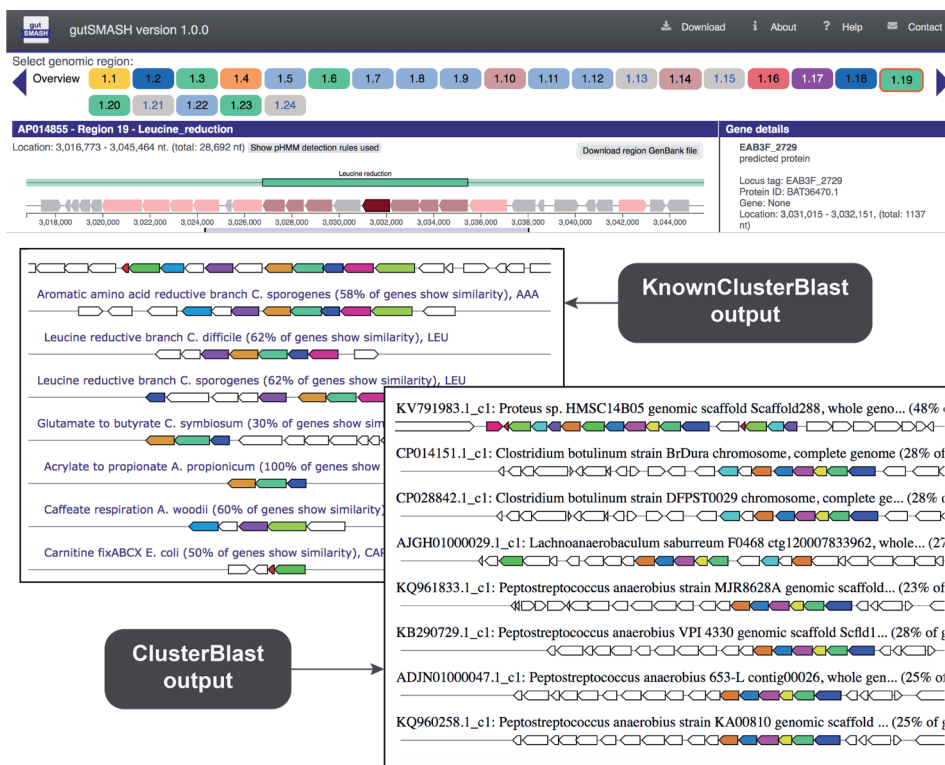 gut
SMASH
gutSMASH version 1.0.0
Download
About
? Help
Contact
Select genomic region:
Overview 1.1 1.2 1.3 1.4 1.5 1.6 1.7 1.8 1.9 1.10 1.11 1.12 1.13 1.14 1.15 1.16 1.17 1.18 1.19
1.20 1.21 1.22 1.23 1.24
AP014855 - Region 19 - Leucine_reduction
Gene details
Location: 3,016,773 - 3,045,464 nt. (total: 28,692 nt) Show pHMM detection rules used
Download region GenBank file
EAB3F_2729
predicted protein
Locus tag: EAB3F_2729
Protein ID: BAT36470.1
Gene: None
Location: 3,031,015 - 3,032,151, (total: 1137
nt)
Leucine reduction
3,018,000 3,020,000 3,022,000 3,024,000 3,026,000 3,028,000 3,030,000 3,032,000 3,034,000 3,036,000 3,038,000 3,040,000 3,042,000 3,044,000
KnownClusterBlast
output
Aromatic amino acid reductive branch C. sporogenes (58% of genes show similarity), AAA
Leucine reductive branch C. difficile (62% of genes show similarity), LEU
Leucine reductive branch C. sporogenes (62% of genes show similarity), LEU
Glutamate to butyrate C. symbiosum (30% of genes show sim
Acrylate to propionate A. propionicum (100% of genes show
Caffeate respiration A. woodii (60% of genes show similarity)
Carnitine fixABCX E. coli (50% of genes show similarity), CAR
ClusterBlast
output
KV791983.1_c1: Proteus sp. HMSC14B05 genomic scaffold Scaffold288, whole geno... (48% o
CP014151.1_c1: Clostridium botulinum strain BrDura chromosome, complete genome (28% of
CP028842.1_c1: Clostridium botulinum strain DFPST0029 chromosome, complete ge... (28% o
AJGH01000029.1_c1: Lachnoanaerobaculum saburreum F0468 ctg120007833962, whole... (27
KQ961833.1_c1: Peptostreptococcus anaerobius strain MJR8628A genomic scaffold... (23% of
KB290729.1_c1: Peptostreptococcus anaerobius VPI 4330 genomic scaffold Scfld1... (28% of g
ADJN01000047.1_c1: Peptostreptococcus anaerobius 653-L contig00026, whole gen... (25% of
KQ960258.1_c1: Peptostreptococcus anaerobius strain KA00810 genomic scaffold ... (25% of g